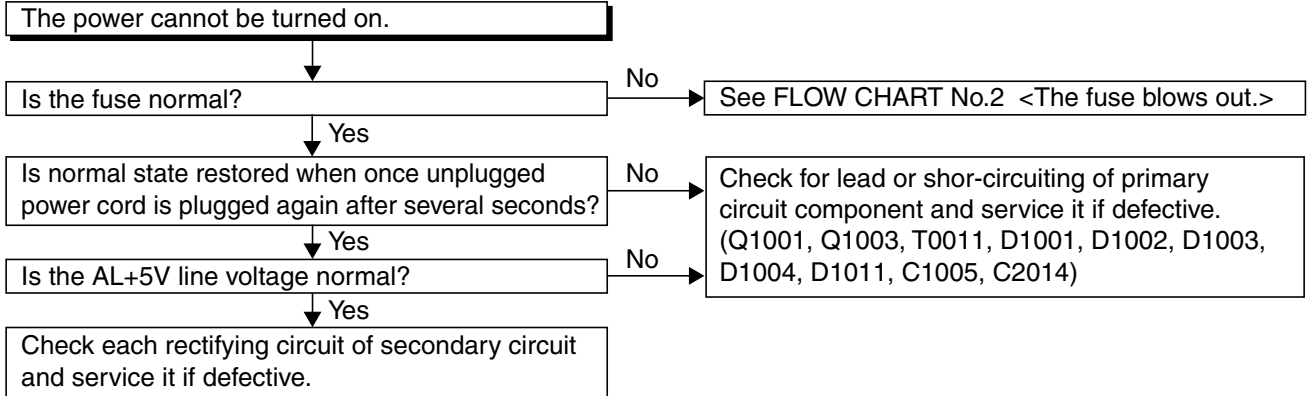 The power cannot be turned on.
Is the fuse normal?
No
See FLOW CHART No.2 <The fuse blows out.>
Yes
Is normal state restored when once unplugged
power cord is plugged again after several seconds?
No
Check for lead or shor-circuiting of primary
circuit component and service it if defective.
(Q1001, Q1003, T0011, D1001, D1002, D1003,
D1004, D1011, C1005, C2014)
Yes
Is the AL+5V line voltage normal?
No
Yes
Check each rectifying circuit of secondary circuit
and service it if defective.